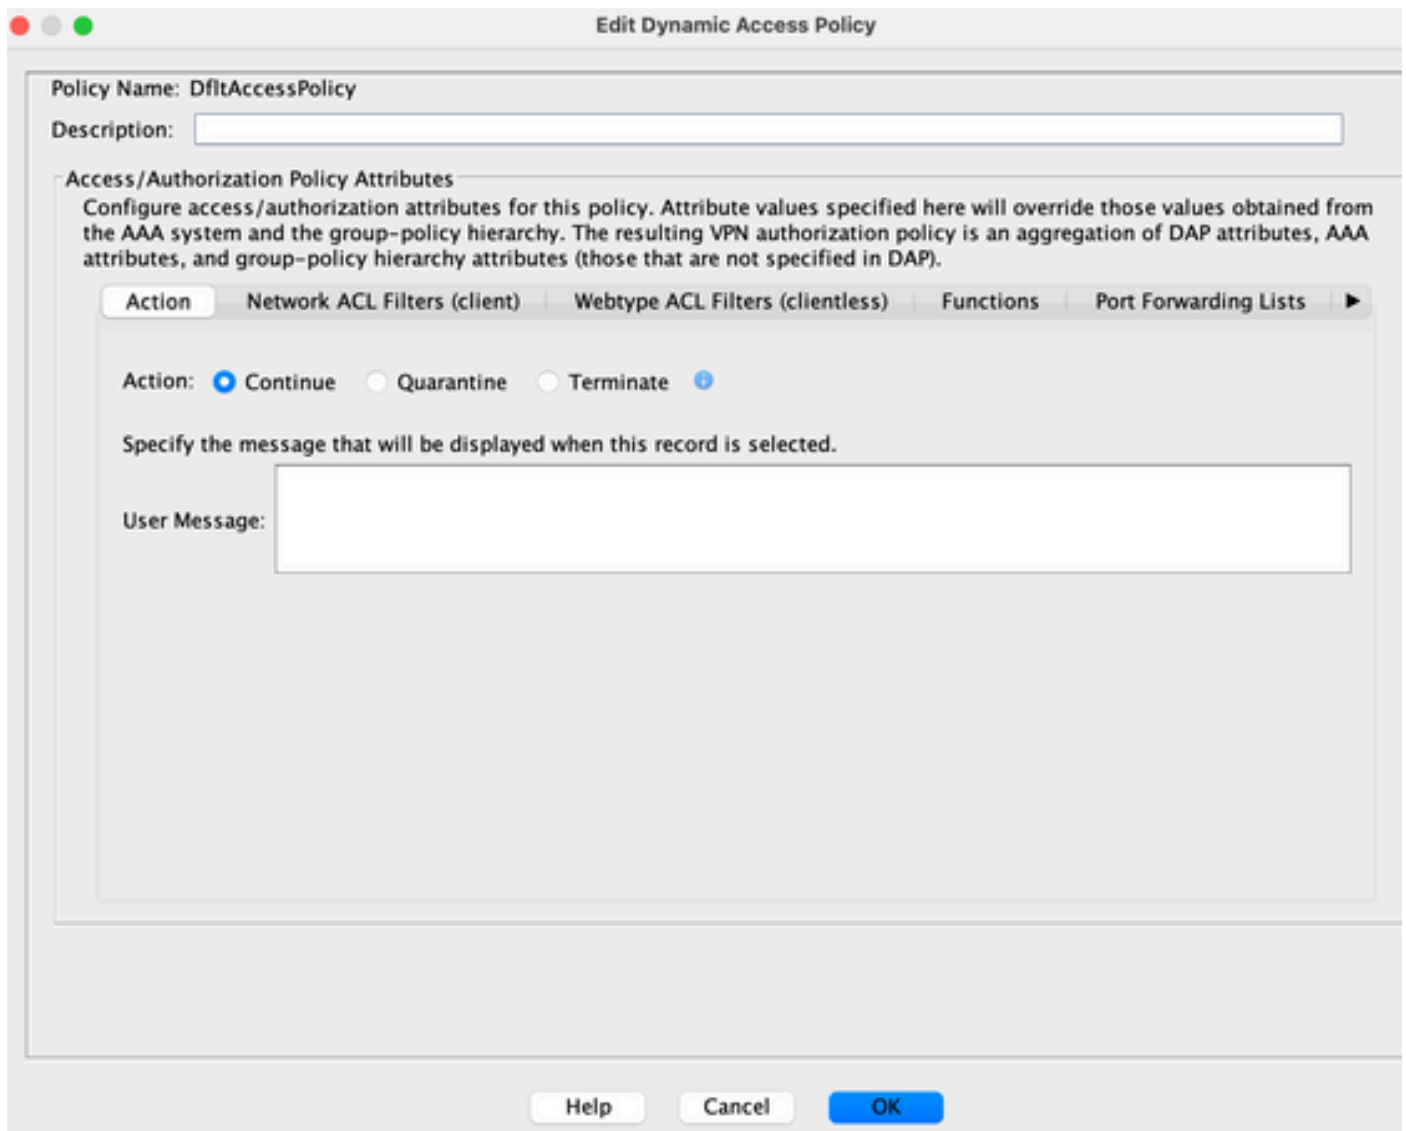 Edit Dynamic Access Policy
Policy Name: DfltAccessPolicy
Description:
Access/Authorization Policy Attributes
Configure access/authorization attributes for this policy. Attribute values specified here will override those values obtained from
the AAA system and the group-policy hierarchy. The resulting VPN authorization policy is an aggregation of DAP attributes, AAA
attributes, and group-policy hierarchy attributes (those that are not specified in DAP).
Action Network ACL Filters (client) Webtype ACL Filters (clientless) Functions Port Forwarding Lists
Action: Continue Quarantine Terminate
Specify the message that will be displayed when this record is selected.
User Message:
Help Cancel OK